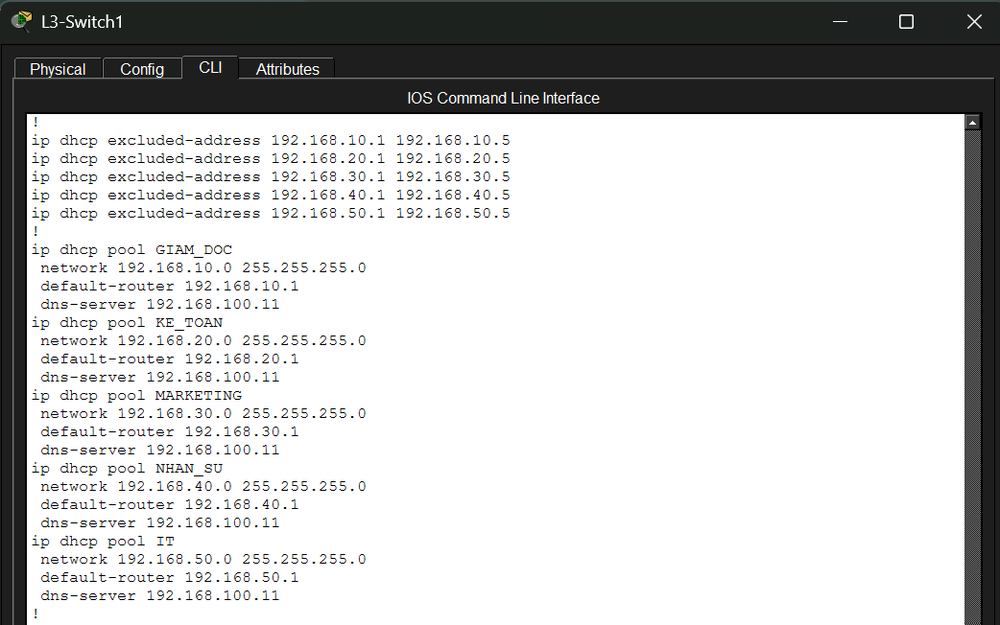 L3-Switch1
Physical Config CLI Attributes
IOS Command Line Interface
!
ip dhcp excluded-address 192.168.10.1 192.168.10.5
ip dhcp excluded-address 192.168.20.1 192.168.20.5
ip dhcp excluded-address 192.168.30.1 192.168.30.5
ip dhcp excluded-address 192.168.40.1 192.168.40.5
ip dhcp excluded-address 192.168.50.1 192.168.50.5
!
ip dhcp pool GIAM_DOC
 network 192.168.10.0 255.255.255.0
 default-router 192.168.10.1
 dns-server 192.168.100.11
ip dhcp pool KE_TOAN
 network 192.168.20.0 255.255.255.0
 default-router 192.168.20.1
 dns-server 192.168.100.11
ip dhcp pool MARKETING
 network 192.168.30.0 255.255.255.0
 default-router 192.168.30.1
 dns-server 192.168.100.11
ip dhcp pool NHAN_SU
 network 192.168.40.0 255.255.255.0
 default-router 192.168.40.1
 dns-server 192.168.100.11
ip dhcp pool IT
 network 192.168.50.0 255.255.255.0
 default-router 192.168.50.1
 dns-server 192.168.100.11
!